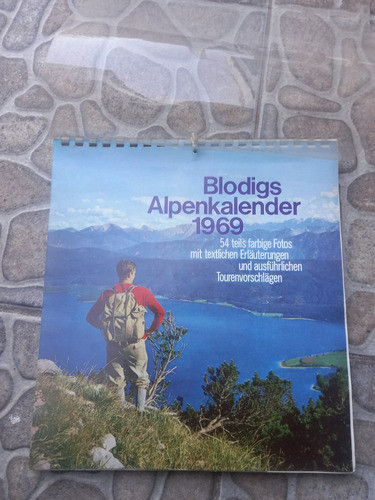 Blodigs
Alpenkalender
1969
54 teils farbige Fotos
mit textlichen Erläuterungen
und ausführlichen
Tourenvorschlägen